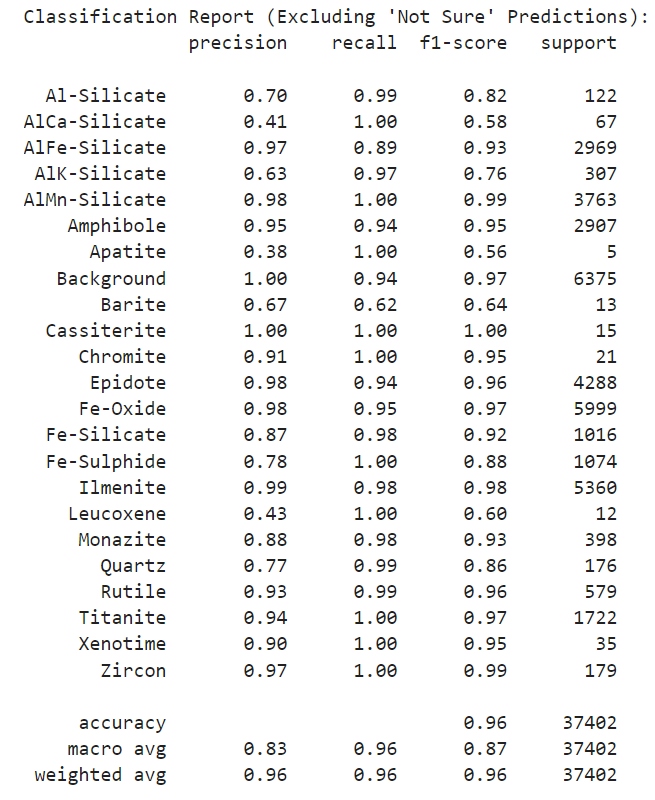 Classification Report (Excluding 'Not Sure' Predictions):
precision recall f1-score support
Al-Silicate 0.70 0.99 0.82 122
AlCa-Silicate 0.41 1.00 0.58 67
AlFe-Silicate 0.97 0.89 0.93 2969
AlK-Silicate 0.63 0.97 0.76 307
AlMn-Silicate 0.98 1.00 0.99 3763
Amphibole 0.95 0.94 0.95 2907
Apatite 0.38 1.00 0.56 5
Background 1.00 0.94 0.97 6375
Barite 0.67 0.62 0.64 13
Cassiterite 1.00 1.00 1.00 15
Chromite 0.91 1.00 0.95 21
Epidote 0.98 0.94 0.96 4288
Fe-Oxide 0.98 0.95 0.97 5999
Fe-Silicate 0.87 0.98 0.92 1016
Fe-Sulphide 0.78 1.00 0.88 1074
Ilmenite 0.99 0.98 0.98 5360
Leucoxene 0.43 1.00 0.60 12
Monazite 0.88 0.98 0.93 398
Quartz 0.77 0.99 0.86 176
Rutile 0.93 0.99 0.96 579
Titanite 0.94 1.00 0.97 1722
Xenotime 0.90 1.00 0.95 35
Zircon 0.97 1.00 0.99 179
accuracy 0.96 37402
macro avg 0.83 0.96 0.87 37402
weighted avg 0.96 0.96 0.96 37402